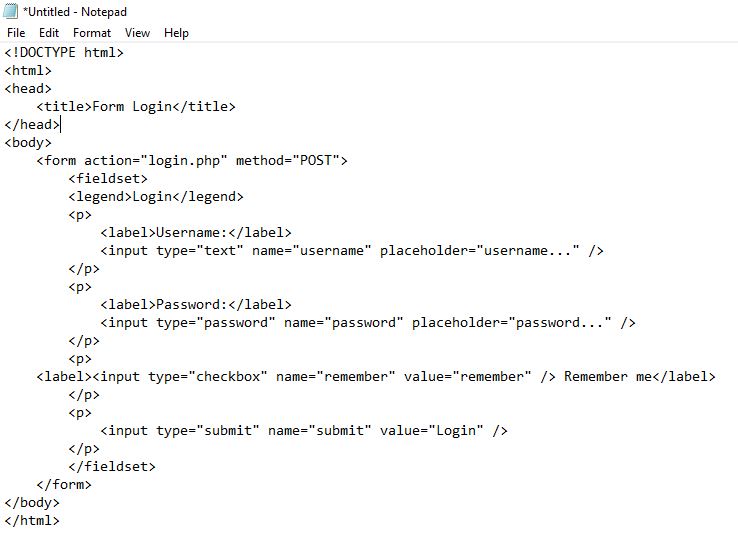 *Untitled - Notepad
File Edit Format View Help
<!DOCTYPE html>
<html>
<head>
    <title>Form Login</title>
</head>
<body>
    <form action="login.php" method="POST">
        <fieldset>
        <legend>Login</legend>
        <p>
            <label>Username:</label>
            <input type="text" name="username" placeholder="username..." />
        </p>
        <p>
            <label>Password:</label>
            <input type="password" name="password" placeholder="password..." />
        </p>
        <p>
    <label><input type="checkbox" name="remember" value="remember" /> Remember me</label>
        </p>
        <p>
            <input type="submit" name="submit" value="Login" />
        </p>
        </fieldset>
    </form>
</body>
</html>